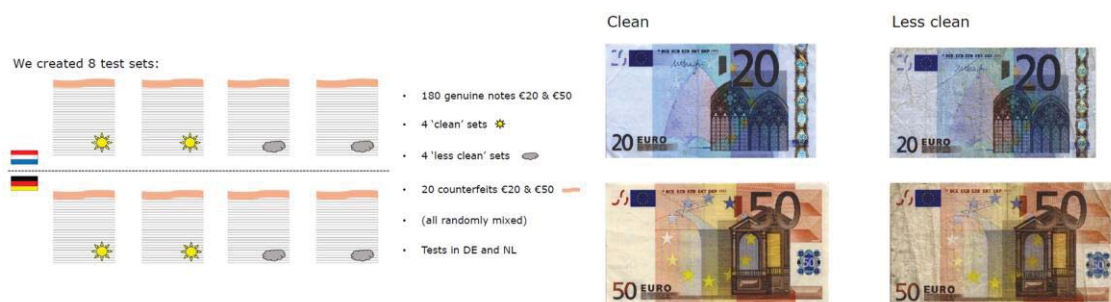 We created 8 test sets:
• 180 genuine notes €20 & €50
• 4 ‘clean’ sets
• 4 ‘less clean’ sets
• 20 counterfeits €20 & €50
• (all randomly mixed)
• Tests in DE and NL
Clean
Less clean
20
20 EURO
20
20 EURO
50
50 EURO
50
50
50 EURO
50